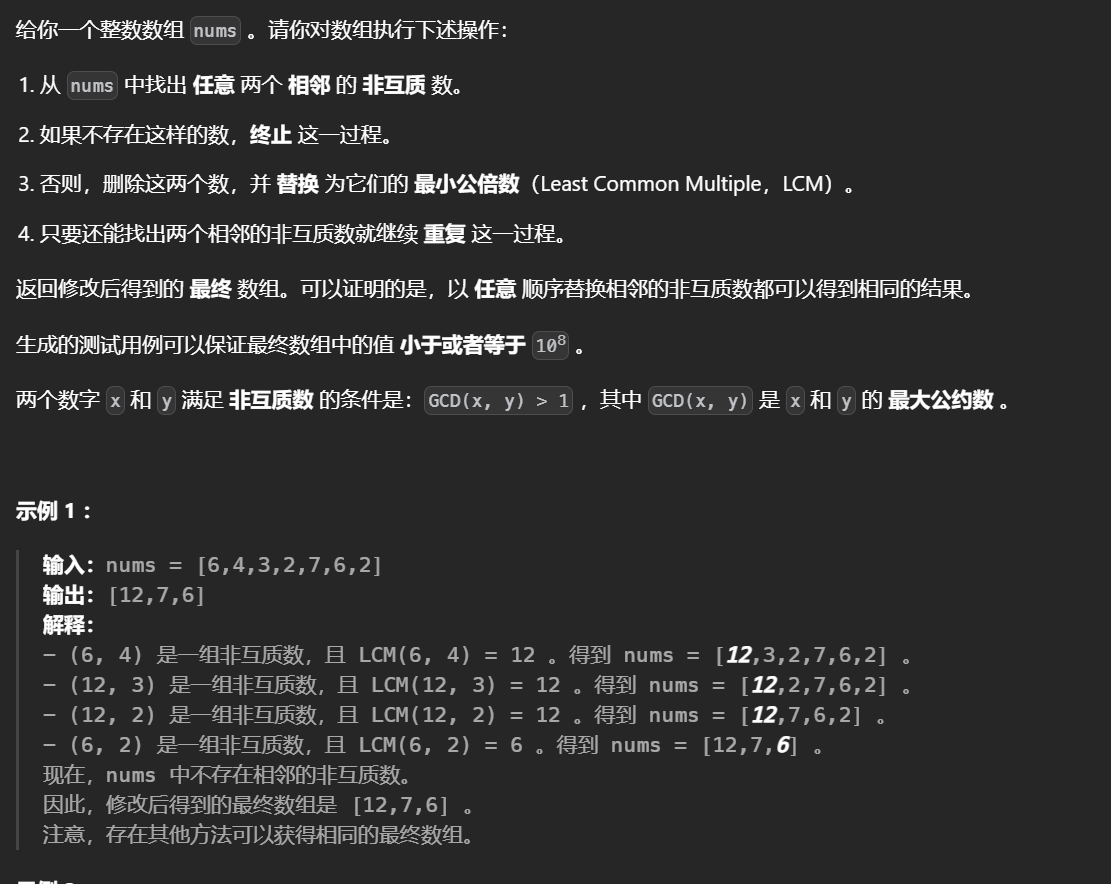 给你一个整数数组 nums 。请你对数组执行下述操作：
1. 从 nums 中找出 任意 两个 相邻 的 非互质 数。
2. 如果不存在这样的数，终止 这一过程。
3. 否则，删除这两个数，并 替换 为它们的 最小公倍数（Least Common Multiple，LCM）。
4. 只要还能找出两个相邻的非互质数就继续 重复 这一过程。
返回修改后得到的 最终 数组。可以证明的是，以 任意 顺序替换相邻的非互质数都可以得到相同的结果。
生成的测试用例可以保证最终数组中的值 小于或者等于 10⁸ 。
两个数字 x 和 y 满足 非互质数 的条件是：GCD(x, y) > 1 ，其中 GCD(x, y) 是 x 和 y 的 最大公约数 。
示例 1 ：
输入：nums = [6,4,3,2,7,6,2]
输出：[12,7,6]
解释：
- (6, 4) 是一组非互质数，且 LCM(6, 4) = 12 。得到 nums = [12,3,2,7,6,2] 。
- (12, 3) 是一组非互质数，且 LCM(12, 3) = 12 。得到 nums = [12,2,7,6,2] 。
- (12, 2) 是一组非互质数，且 LCM(12, 2) = 12 。得到 nums = [12,7,6,2] 。
- (6, 2) 是一组非互质数，且 LCM(6, 2) = 6 。得到 nums = [12,7,6] 。
现在，nums 中不存在相邻的非互质数。
因此，修改后得到的最终数组是 [12,7,6] 。
注意，存在其他方法可以获得相同的最终数组。